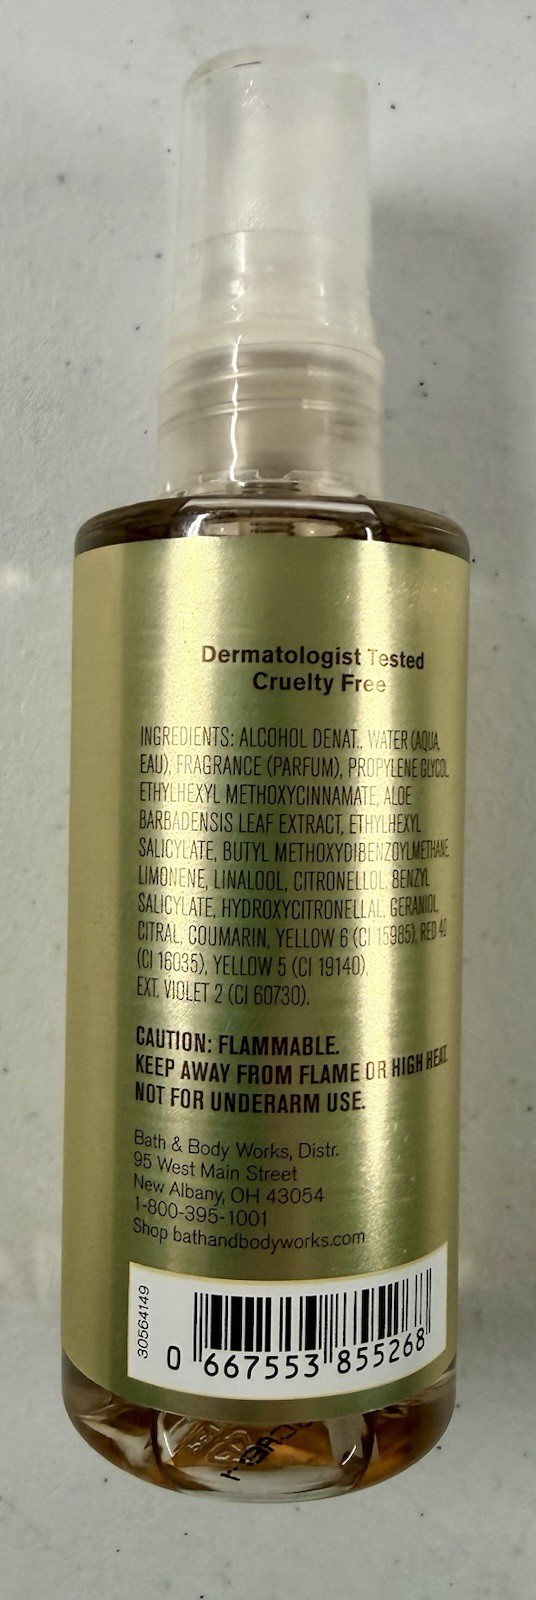 Dermatologist Tested
Cruelty Free
INGREDIENTS: ALCOHOL DENAT., WATER (AQUA,
EAU), FRAGRANCE (PARFUM), PROPYLENE GLYCOL,
ETHYLHEXYL METHOXYCINNAMATE, ALOE
BARBADENSIS LEAF EXTRACT, ETHYLHEXYL
SALICYLATE, BUTYL METHOXYDIBENZOYLMETHANE,
LIMONENE, LINALOOL, CITRONELLOL, BENZYL
SALICYLATE, HYDROXYCITRONELLAL, GERANIOL,
CITRAL, COUMARIN, YELLOW 6 (CI 15985), RED 40
(CI 16035), YELLOW 5 (CI 19140),
EXT. VIOLET 2 (CI 60730).
CAUTION: FLAMMABLE.
KEEP AWAY FROM FLAME OR HIGH HEAT.
NOT FOR UNDERARM USE.
Bath & Body Works, Distr.
95 West Main Street
New Albany, OH 43054
1-800-395-1001
Shop bathandbodyworks.com
30564149
0 667553 855268